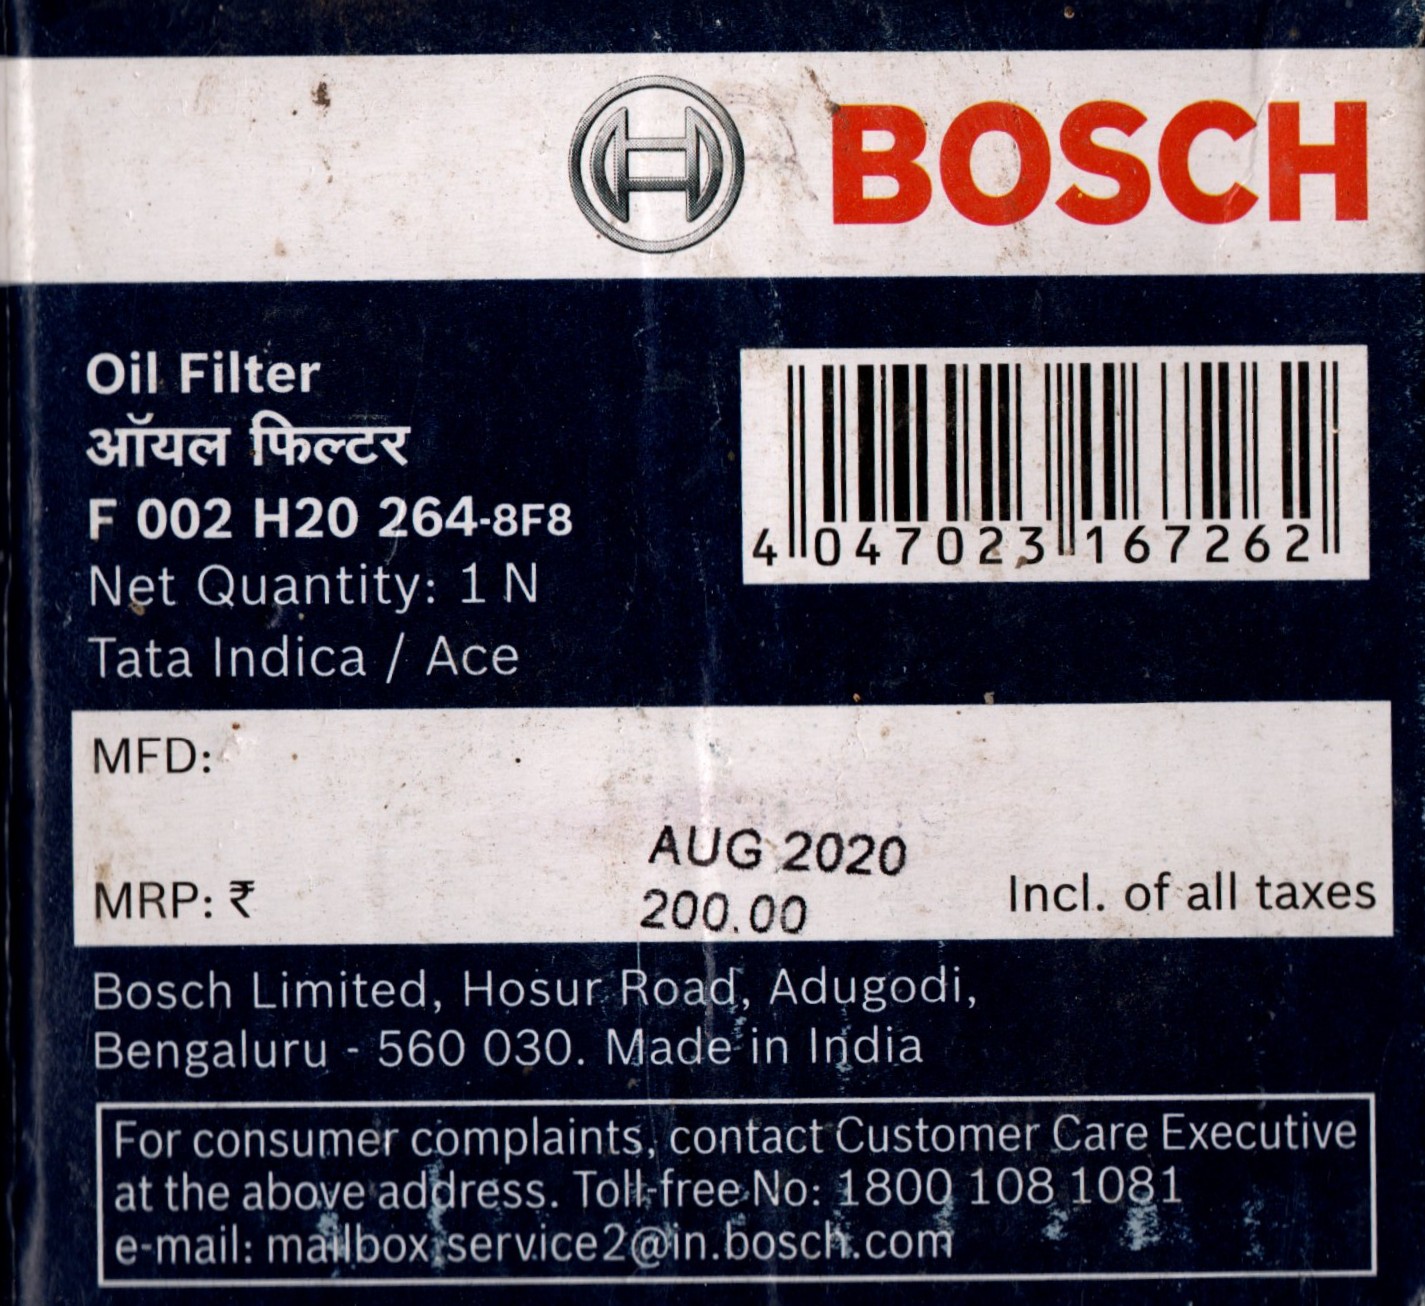 BOSCH
Oil Filter
ऑयल फिल्टर
F 002 H20 264-8F8
Net Quantity: 1 N
Tata Indica / Ace
4 047023 167262
MFD:
AUG 2020
MRP: ₹ 200.00 Incl. of all taxes
Bosch Limited, Hosur Road, Adugodi,
Bengaluru - 560 030. Made in India
For consumer complaints, contact Customer Care Executive
at the above address. Toll-free No: 1800 108 1081
e-mail: mailbox.service2@in.bosch.com